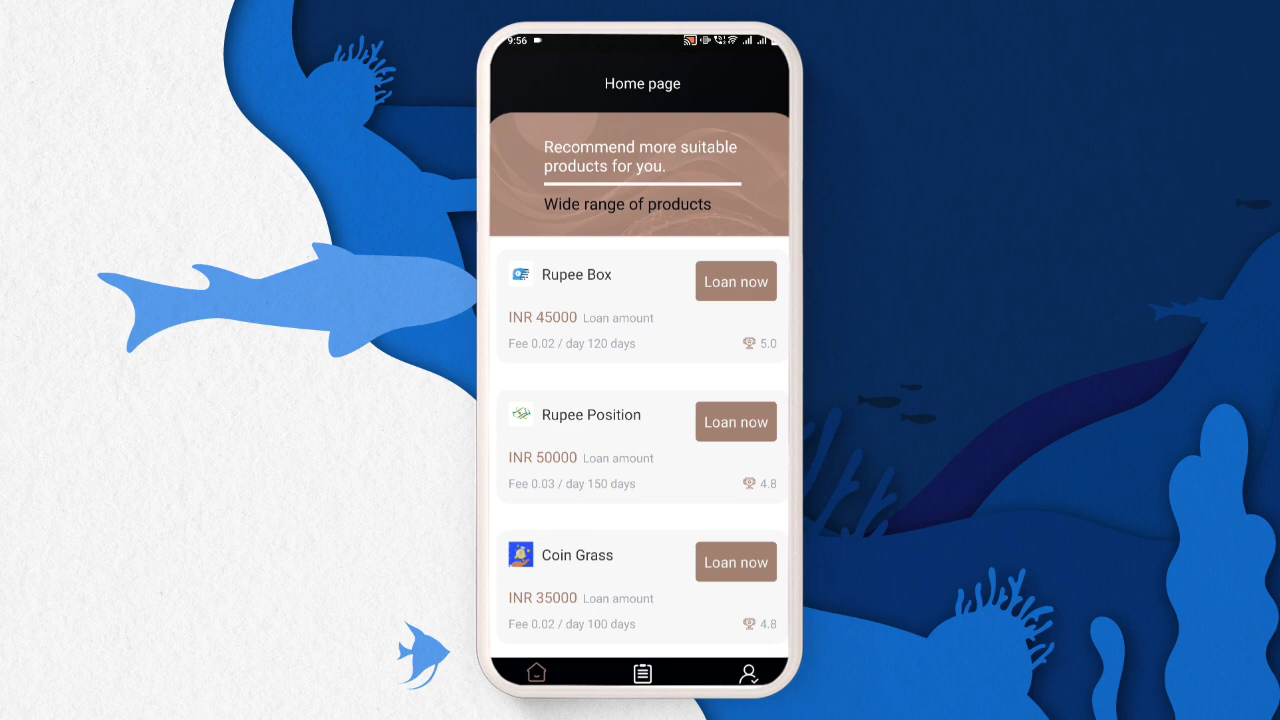 9:56
Home page
Recommend more suitable
products for you.
Wide range of products
Rupee Box
Loan now
INR 45000 Loan amount
Fee 0.02 / day 120 days
5.0
Rupee Position
Loan now
INR 50000 Loan amount
Fee 0.03 / day 150 days
4.8
Coin Grass
Loan now
INR 35000 Loan amount
Fee 0.02 / day 100 days
4.8